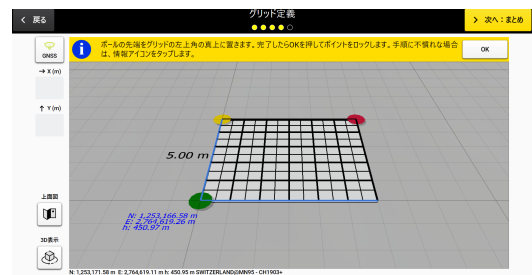 戻る
グリッド定義
次へ：まとめ
GNSS
ポールの先端をグリッドの左上角の真上に置きます。完了したらOKを押してポイントをロックします。手順に不慣れな場合
は、情報アイコンをタップします。
OK
→ X (m)
↑ Y (m)
5.00 m
上面図
N: 1,253,166.58 m
E: 2,764,619.26 m
h: 450.97 m
3D表示
N: 1,253,171.58 m E: 2,764,619.11 m h: 450.95 m SWITZERLAND@MN95 - CH1903+